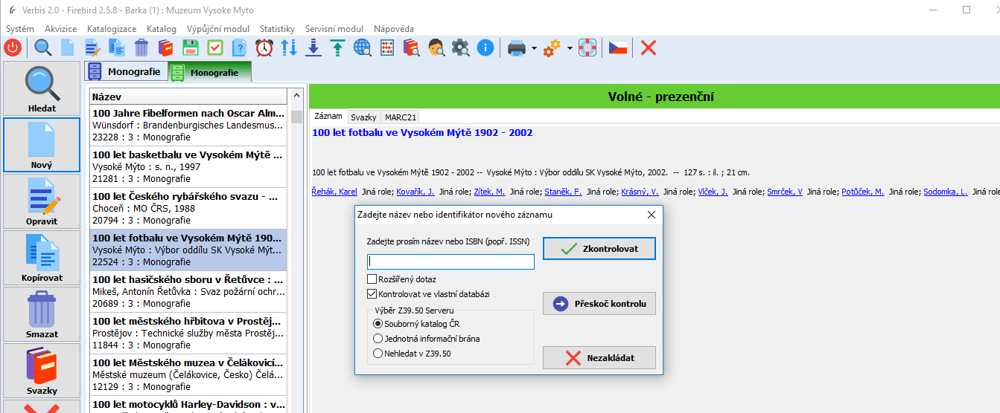 Verbis 2.0 - Firebird 2.5.8 - Barka (1) : Muzeum Vysoke Myto
Systém Akvizice Katalogizace Katalog Výpůjční modul Statistiky Servisní modul Nápověda
Monografie Monografie
Hledat
Nový
Opravit
Kopírovat
Smazat
Svazky
Název
100 Jahre Fibelformen nach Oscar Alm...
Wünsdorf : Brandenburgisches Landesmus...
23228 : 3 : Monografie
100 let basketbalu ve Vysokém Mýtě ...
Vysoké Mýto : s. n., 1997
21281 : 3 : Monografie
100 let Českého rybářského svazu - ...
Choceň : MO ČRS, 1988
20794 : 3 : Monografie
100 let fotbalu ve Vysokém Mýtě 190...
Vysoké Mýto : Výbor oddílu SK Vysoké Mýt...
22524 : 3 : Monografie
100 let hasičského sboru v Řetůvce : ...
Mikeš, Antonín Řetůvka : Svaz požární ochr...
20689 : 3 : Monografie
100 let městského hřbitova v Prostěj...
Prostějov : Technické služby města Prostěj...
11844 : 3 : Monografie
100 let Městského muzea v Čelákovicí...
Městské muzeum (Čelákovice, Česko) Čelá...
12129 : 3 : Monografie
100 let motocyklů Harley-Davidson : v...
Volné - prezenční
Záznam Svazky MARC21
100 let fotbalu ve Vysokém Mýtě 1902 - 2002
100 let fotbalu ve Vysokém Mýtě 1902 - 2002 -- Vysoké Mýto : Výbor oddílu SK Vysoké Mýto, 2002. -- 127 s. : il. ; 21 cm.
Řehák, Karel Jiná role; Kovařík, J. Jiná role; Zítek, M. Jiná role; Staněk, F. Jiná role; Krásný, V. Jiná role; Vlček, J. Jiná role; Smrček, V Jiná role; Potůček, M. Jiná role; Sodomka, L. Jiná role
Zadejte název nebo identifikátor nového záznamu
Zadejte prosím název nebo ISBN (popř. ISSN)
Zkontrolovat
Rozšířený dotaz
Kontrolovat ve vlastní databázi
Přeskoč kontrolu
Výběr Z39.50 Serveru
Souborný katalog ČR
Jednotná informační brána
Nehledat v Z39.50
Nezakládat